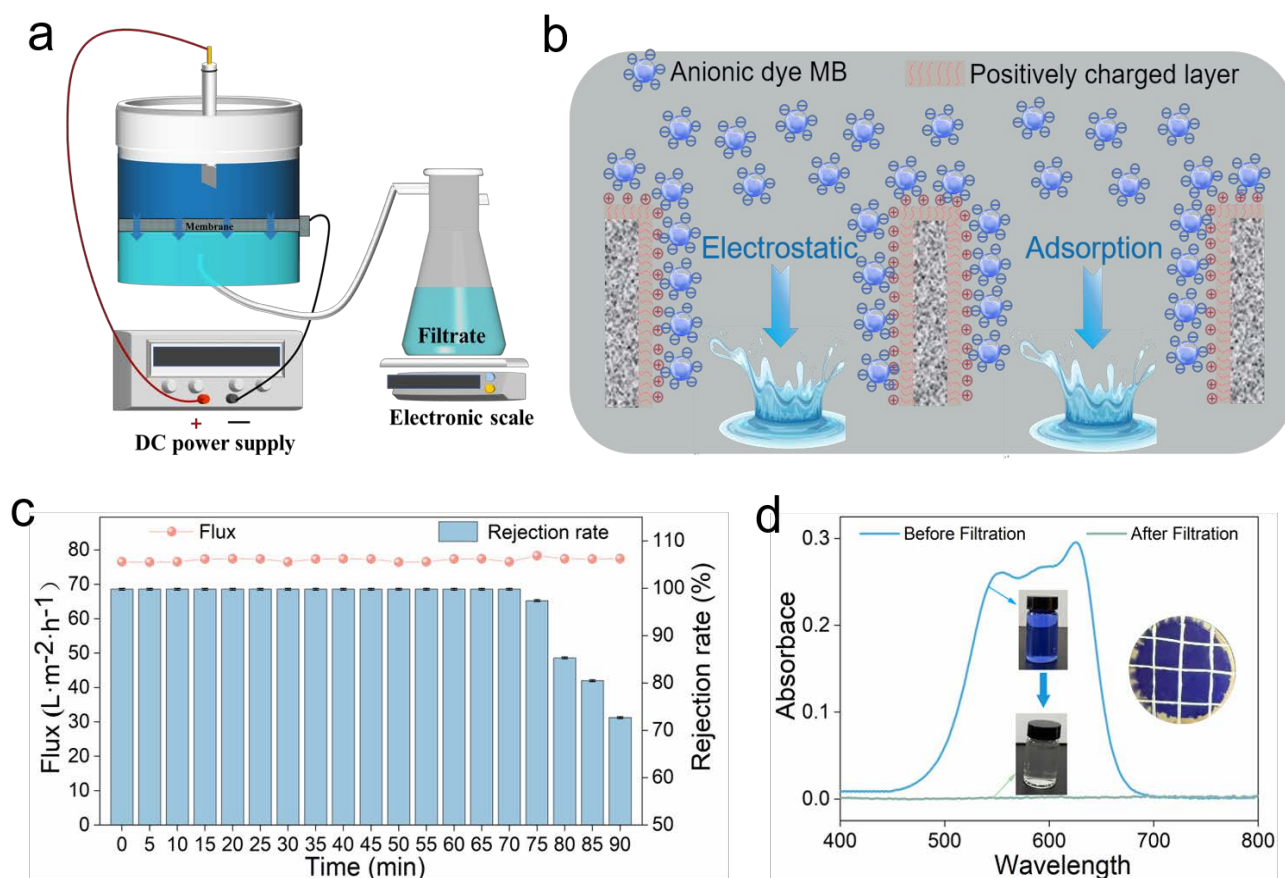 a
Membrane
Filtrate
Electronic scale
+ —
DC power supply
b
Anionic dye MB
Positively charged layer
Electrostatic
Adsorption
c
Flux
Rejection rate
Flux (L·m⁻²·h⁻¹)
80
70
60
50
40
30
20
10
0
0 5 10 15 20 25 30 35 40 45 50 55 60 65 70 75 80 85 90
Time (min)
110
100
90
80
70
60
50
Rejection rate (%)
d
Before Filtration
After Filtration
Absorbace
0.3
0.2
0.1
0.0
400 500 600 700 800
Wavelength